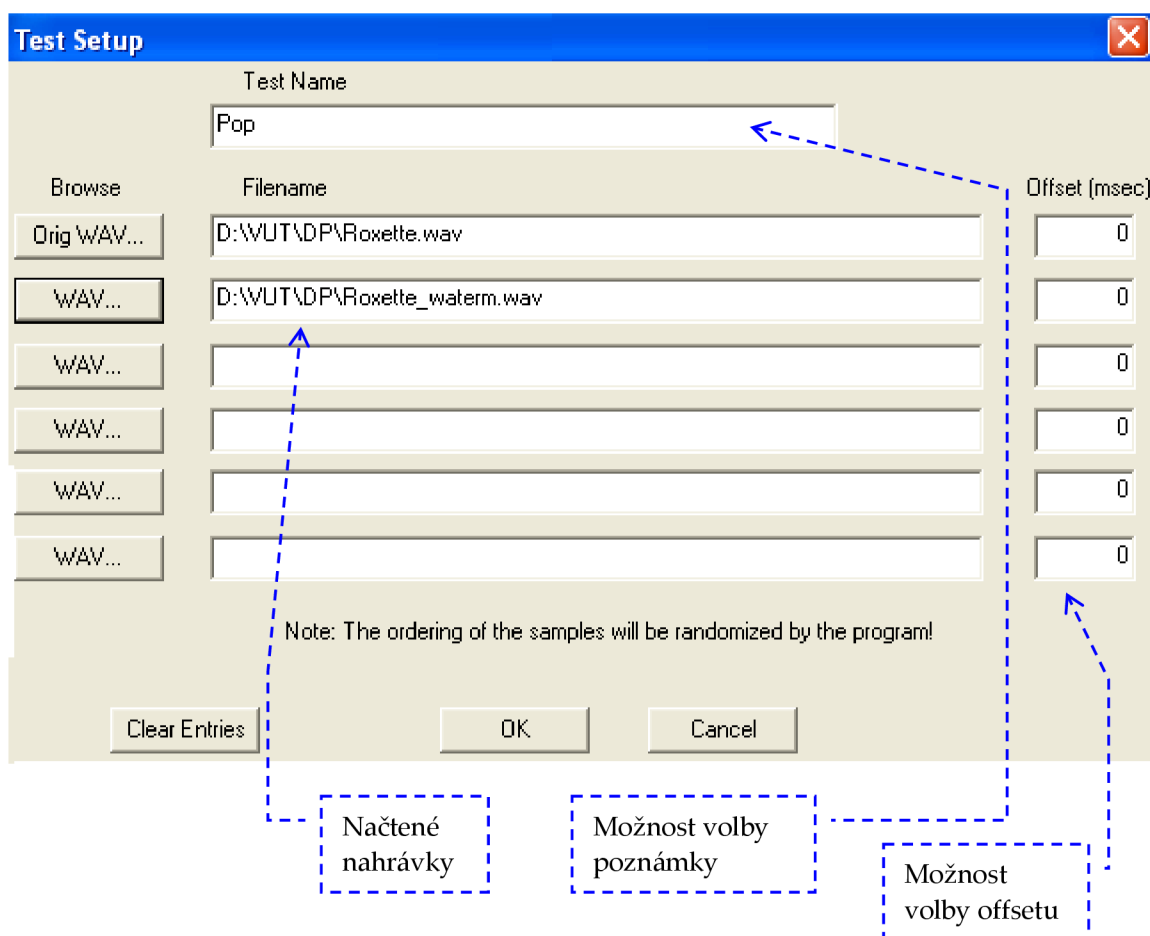 Test Setup
Test Name
Pop
Browse Filename Offset (msec)
Orig WAV... D:\VUT\DP\Roxette.wav 0
WAV... D:\VUT\DP\Roxette_waterm.wav 0
WAV... 0
WAV... 0
WAV... 0
WAV... 0
Note: The ordering of the samples will be randomized by the program!
Clear Entries OK Cancel
Načtené
nahrávky
Možnost volby
poznámky
Možnost
volby offsetu